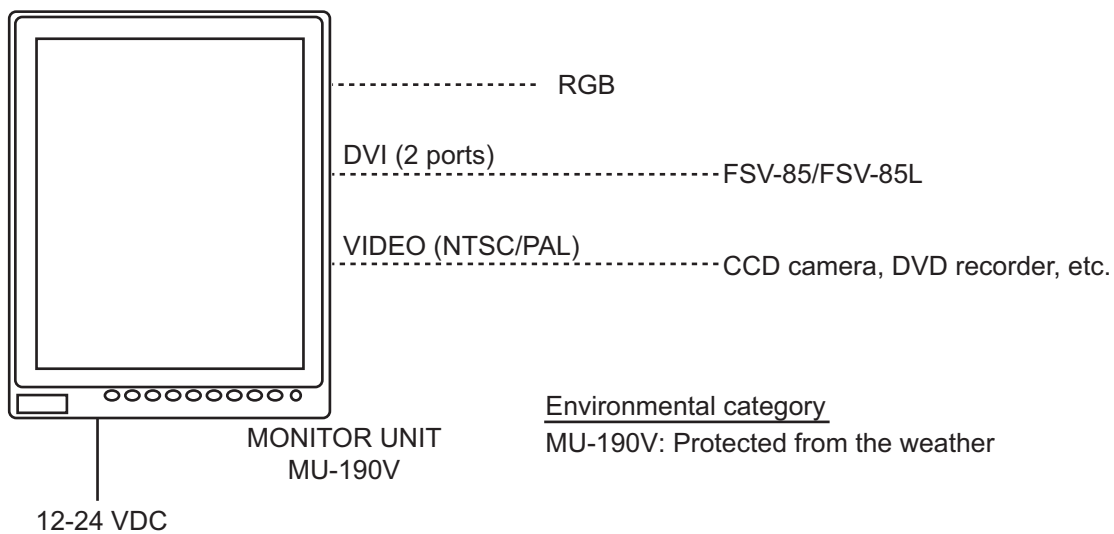 RGB
DVI (2 ports)
FSV-85/FSV-85L
VIDEO (NTSC/PAL)
CCD camera, DVD recorder, etc.
MONITOR UNIT
MU-190V
Environmental category
MU-190V: Protected from the weather
12-24 VDC